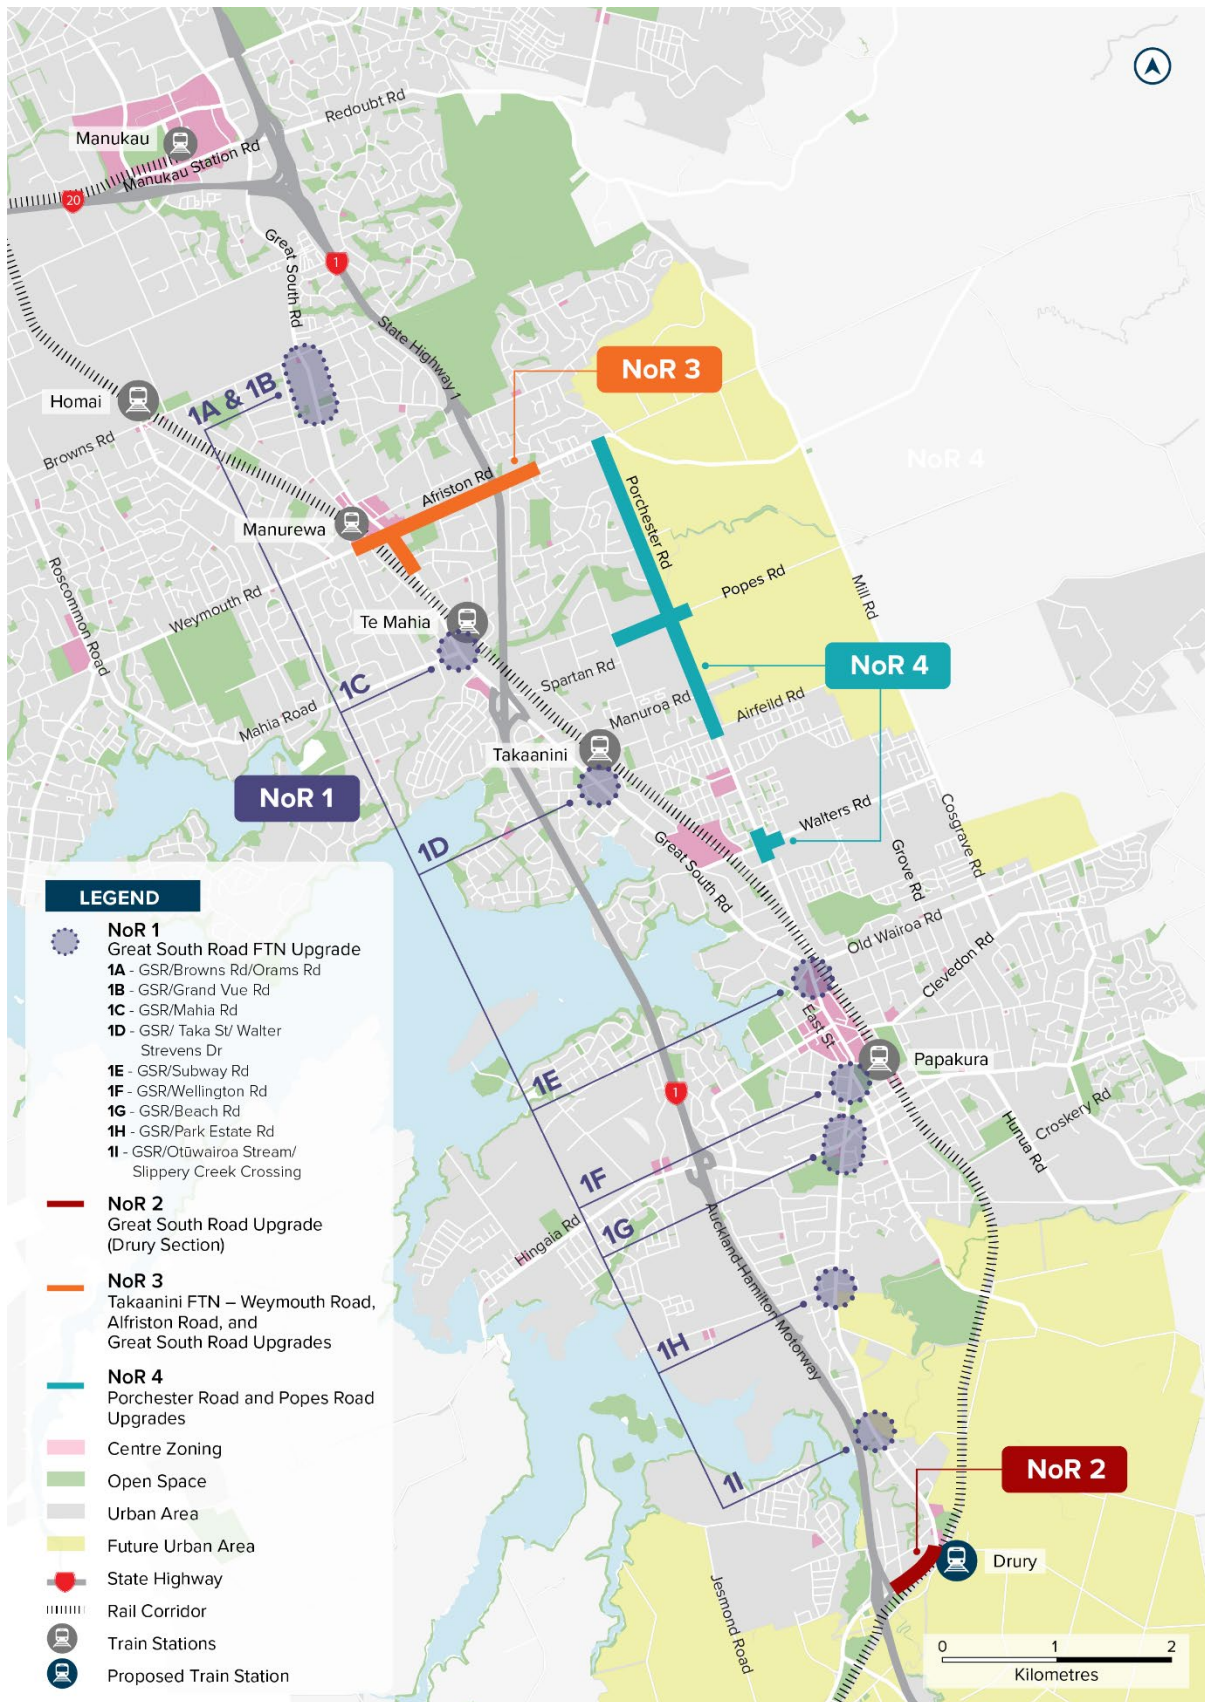 Redoubt Rd
Manukau
Manukau Station Rd
20
Great South Rd
1
State Highway 1
NoR 3
1A & 1B
Homai
Browns Rd
NoR 4
Afriston Rd
Porchester Rd
Manurewa
Roscommon Road
Popes Rd
Mill Rd
Weymouth Rd
Te Mahia
NoR 4
Spartan Rd
1C
Manuroa Rd
Airfeild Rd
Mahia Road
Takaanini
NoR 1
Walters Rd
Cosgrave Rd
1D
Great South Rd
Grove Rd
Old Wairoa Rd
Clevedon Rd
East St
Papakura
1E
1
Hunua Rd
Croskery Rd
1F
1G
Hingaia Rd
Auckland-Hamilton Motorway
1H
1I
NoR 2
Drury
Jesmond Road
0 1 2
Kilometres
LEGEND
NoR 1
Great South Road FTN Upgrade
1A - GSR/Browns Rd/Orams Rd
1B - GSR/Grand Vue Rd
1C - GSR/Mahia Rd
1D - GSR/ Taka St/ Walter
Strevens Dr
1E - GSR/Subway Rd
1F - GSR/Wellington Rd
1G - GSR/Beach Rd
1H - GSR/Park Estate Rd
1I - GSR/Otūwairoa Stream/
Slippery Creek Crossing
NoR 2
Great South Road Upgrade
(Drury Section)
NoR 3
Takaanini FTN – Weymouth Road,
Alfriston Road, and
Great South Road Upgrades
NoR 4
Porchester Road and Popes Road
Upgrades
Centre Zoning
Open Space
Urban Area
Future Urban Area
State Highway
Rail Corridor
Train Stations
Proposed Train Station